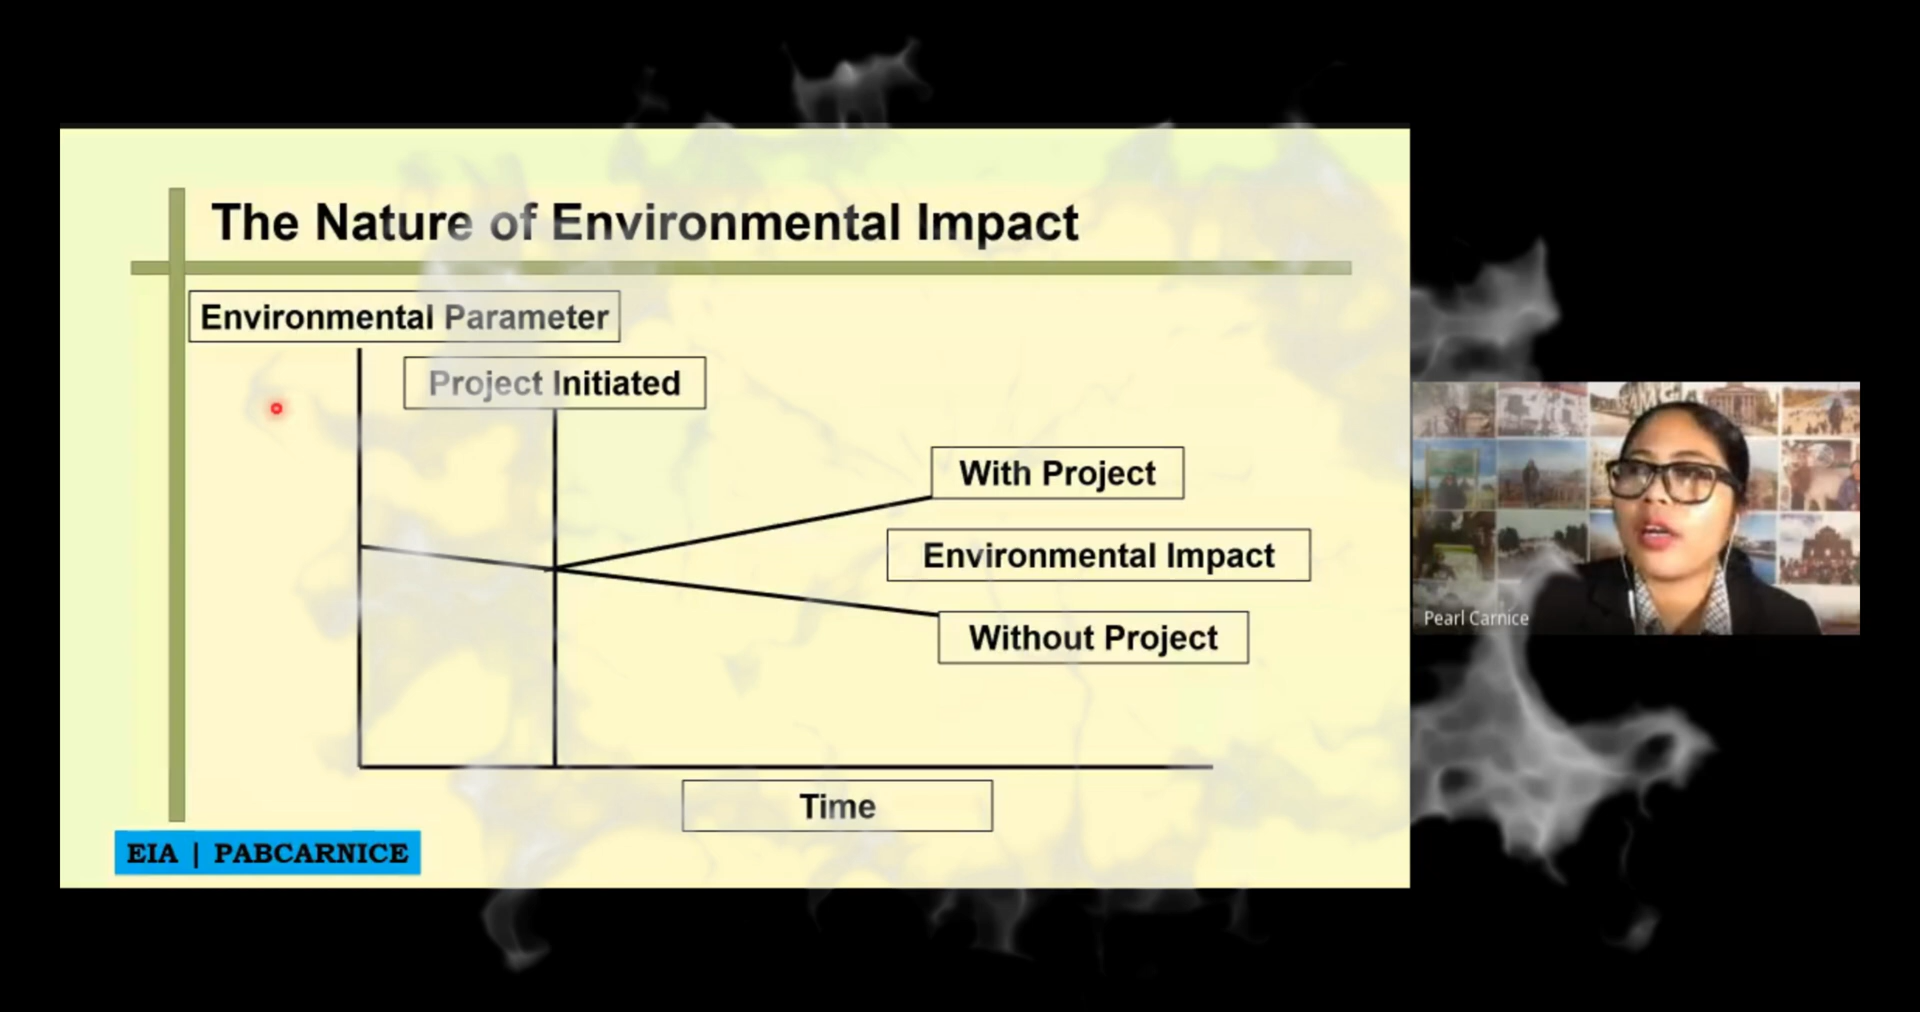 The Nature of Environmental Impact
Environmental Parameter
Project Initiated
With Project
Environmental Impact
Without Project
Time
EIA | PABCARNICE
Pearl Carnice